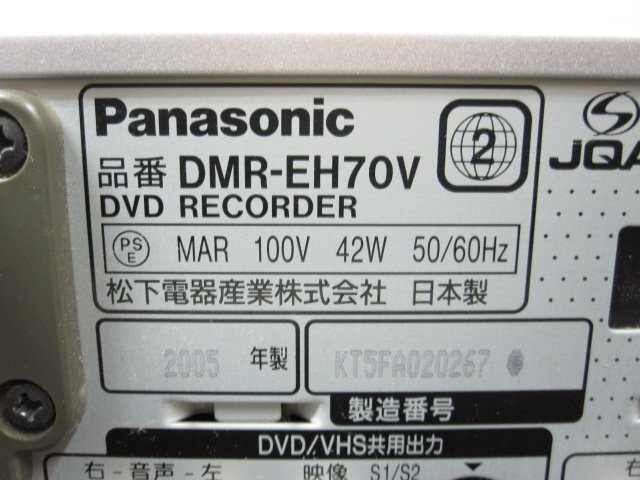 Panasonic
品番 DMR-EH70V
2
JQA
DVD RECORDER
PS E MAR 100V 42W 50/60Hz
松下電器産業株式会社 日本製
2005 年製
KT5FA020267
製造番号
DVD/VHS共用出力
右-音声-左 映像 S1/S2
右